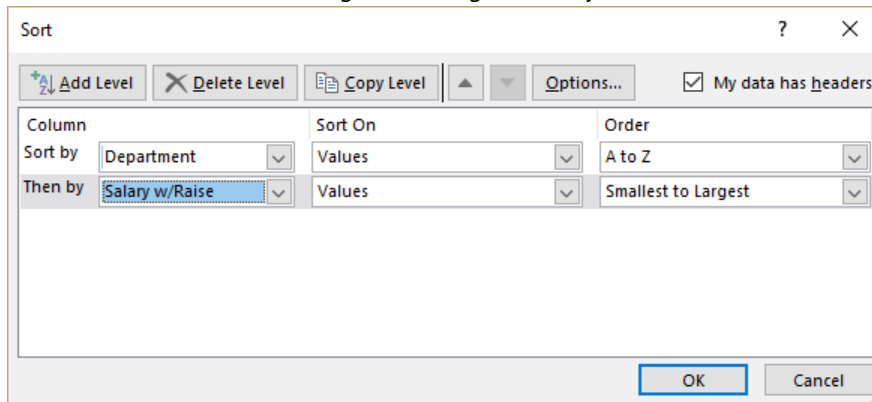 Sort ?
Add Level Delete Level Copy Level Options... My data has headers
Column Sort On Order
Sort by Department Values A to Z
Then by Salary w/Raise Values Smallest to Largest
OK Cancel